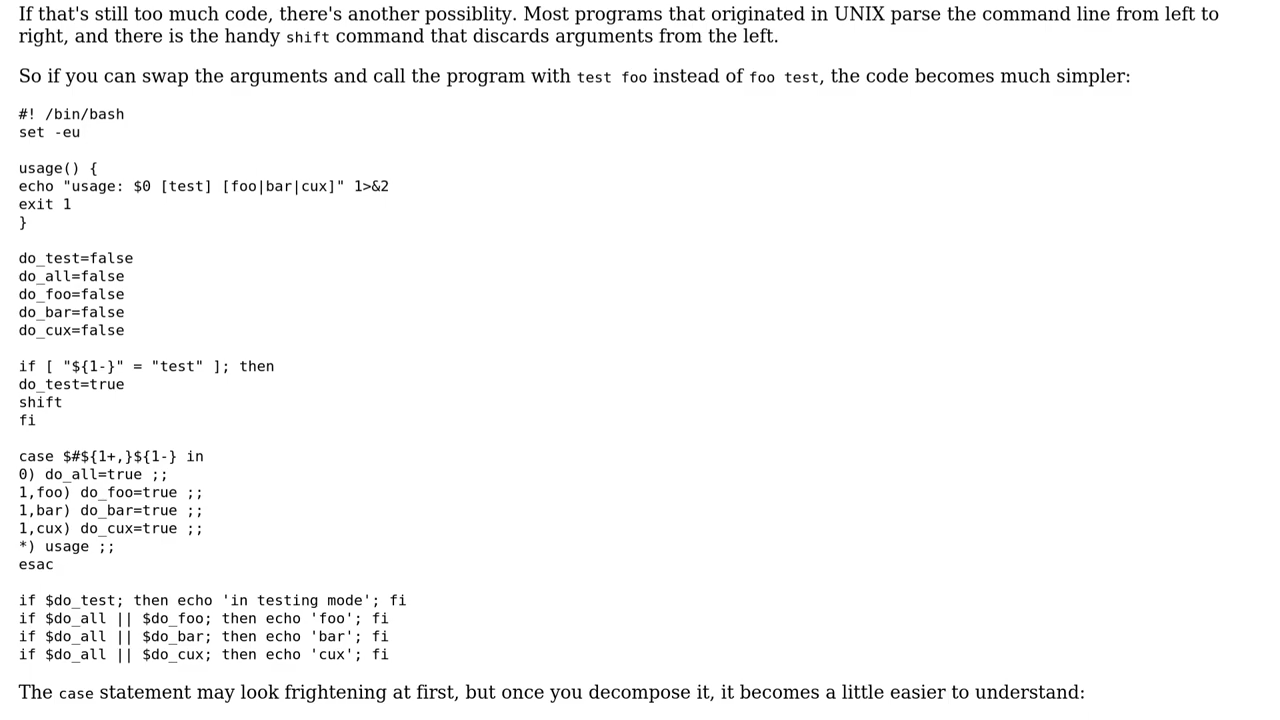 If that's still too much code, there's another possiblity. Most programs that originated in UNIX parse the command line from left to
right, and there is the handy shift command that discards arguments from the left.
So if you can swap the arguments and call the program with test foo instead of foo test, the code becomes much simpler:
#! /bin/bash
set -eu
usage() {
echo "usage: $0 [test] [foo|bar|cux]" 1>&2
exit 1
}
do_test=false
do_all=false
do_foo=false
do_bar=false
do_cux=false
if [ "${1-}" = "test" ]; then
do_test=true
shift
fi
case $#${1+,}${1-} in
0) do_all=true ;;
1,foo) do_foo=true ;;
1,bar) do_bar=true ;;
1,cux) do_cux=true ;;
*) usage ;;
esac
if $do_test; then echo 'in testing mode'; fi
if $do_all || $do_foo; then echo 'foo'; fi
if $do_all || $do_bar; then echo 'bar'; fi
if $do_all || $do_cux; then echo 'cux'; fi
The case statement may look frightening at first, but once you decompose it, it becomes a little easier to understand: